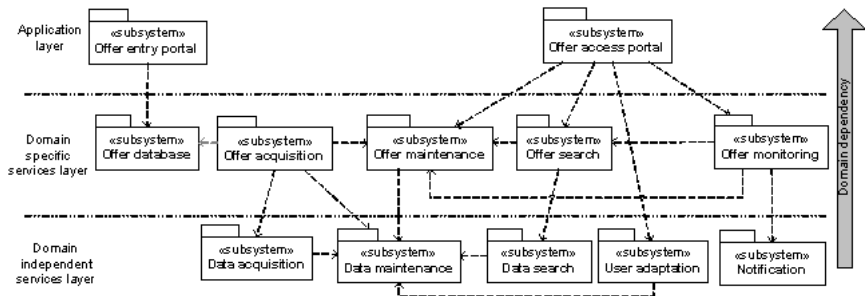 Application
layer
«subsystem»
Offer entry portal
«subsystem»
Offer access portal
Domain
specific
services layer
«subsystem»
Offer database
«subsystem»
Offer acquisition
«subsystem»
Offer maintenance
«subsystem»
Offer search
«subsystem»
Offer monitoring
Domain
independent
services layer
«subsystem»
Data acquisition
«subsystem»
Data maintenance
«subsystem»
Data search
«subsystem»
User adaptation
«subsystem»
Notification
Domain dependency